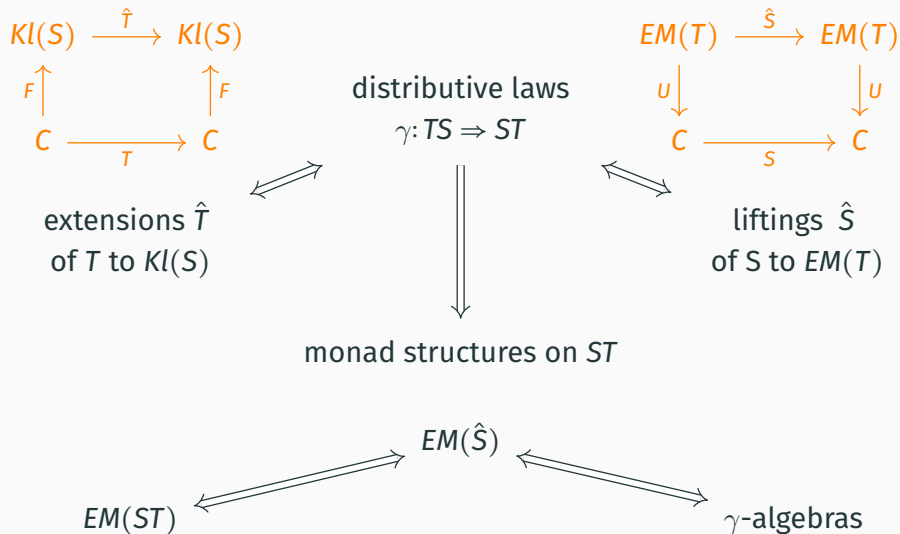 Kl(S) T̂ Kl(S)
F F
C T C
EM(T) Ŝ EM(T)
U U
C S C
distributive laws
γ: TS ⇒ ST
extensions T̂
of T to Kl(S)
liftings Ŝ
of S to EM(T)
monad structures on ST
EM(Ŝ)
EM(ST)
γ-algebras